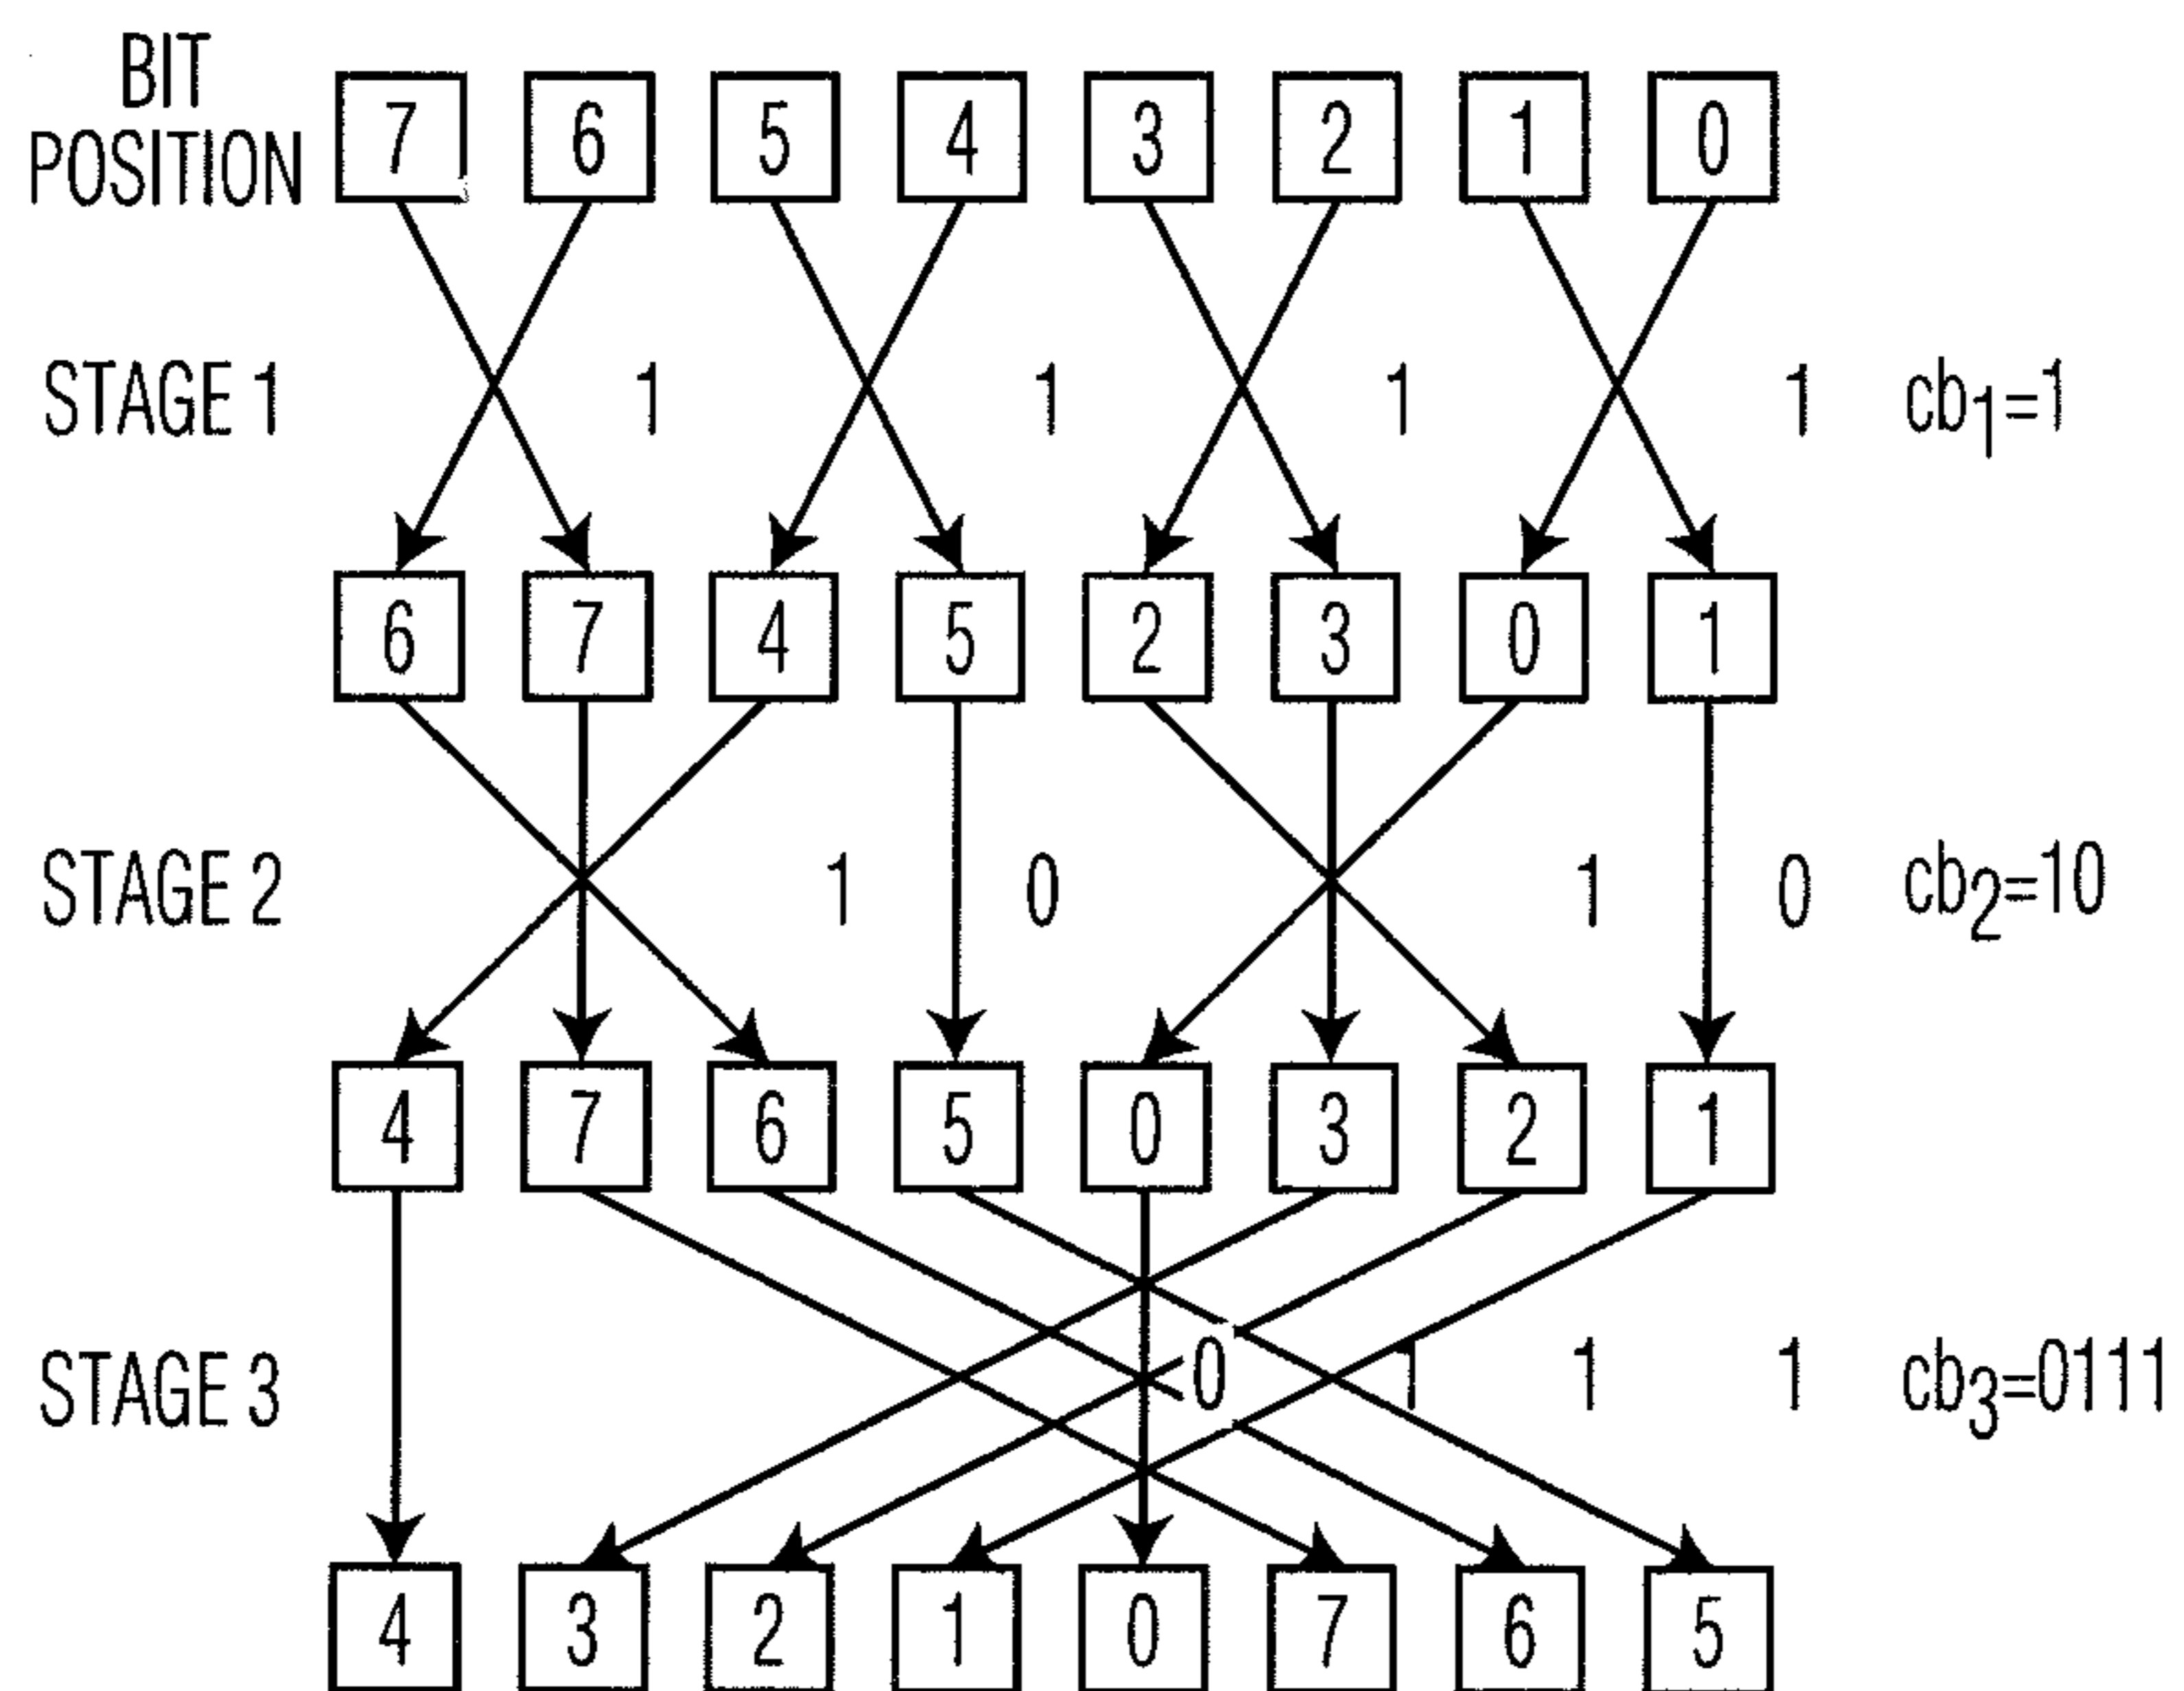 BIT
POSITION
7 6 5 4 3 2 1 0
STAGE 1 1 1 1 1 cb1=1
6 7 4 5 2 3 0 1
STAGE 2 1 0 1 0 cb2=10
4 7 6 5 0 3 2 1
STAGE 3 0 1 1 1 cb3=0111
4 3 2 1 0 7 6 5